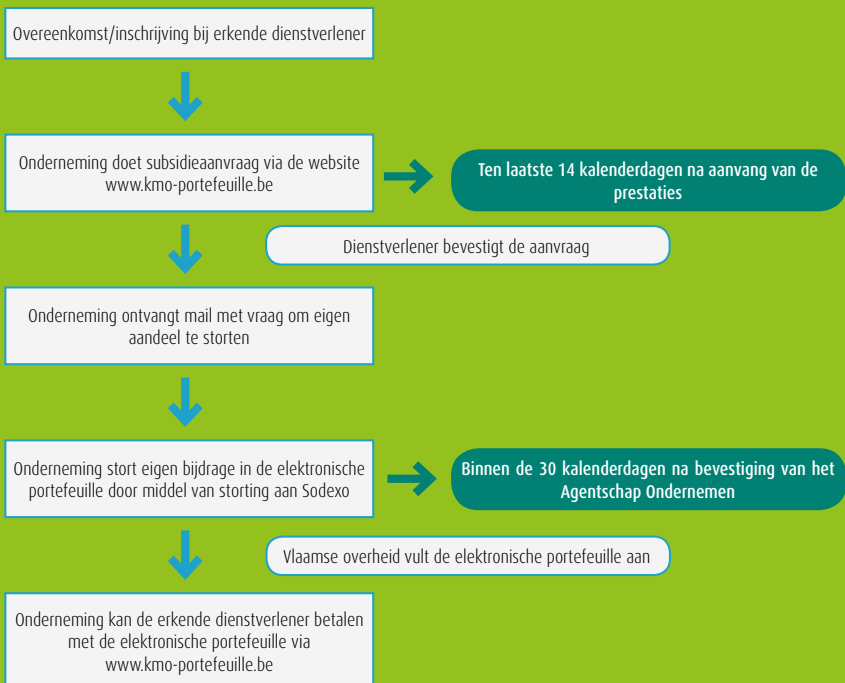 Overeenkomst/inschrijving bij erkende dienstverlener
Onderneming doet subsidieaanvraag via de website
www.kmo-portefeuille.be
Ten laatste 14 kalenderdagen na aanvang van de
prestaties
Dienstverlener bevestigt de aanvraag
Onderneming ontvangt mail met vraag om eigen
aandeel te storten
Onderneming stort eigen bijdrage in de elektronische
portefeuille door middel van storting aan Sodexo
Binnen de 30 kalenderdagen na bevestiging van het
Agentschap Ondernemen
Vlaamse overheid vult de elektronische portefeuille aan
Onderneming kan de erkende dienstverlener betalen
met de elektronische portefeuille via
www.kmo-portefeuille.be